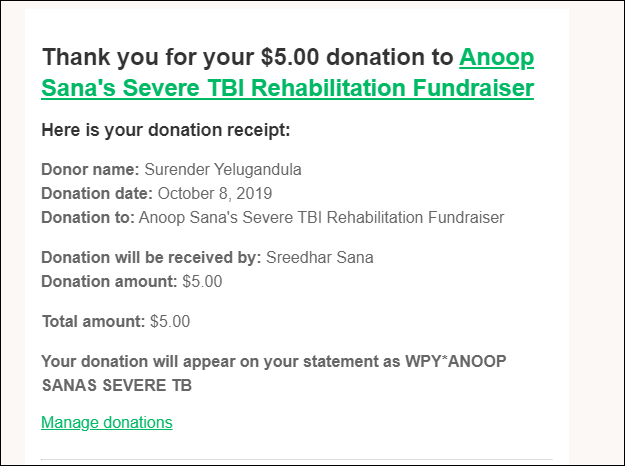 Thank you for your $5.00 donation to Anoop
Sana's Severe TBI Rehabilitation Fundraiser
Here is your donation receipt:
Donor name: Surender Yelugandula
Donation date: October 8, 2019
Donation to: Anoop Sana's Severe TBI Rehabilitation Fundraiser
Donation will be received by: Sreedhar Sana
Donation amount: $5.00
Total amount: $5.00
Your donation will appear on your statement as WPY*ANOOP
SANAS SEVERE TB
Manage donations